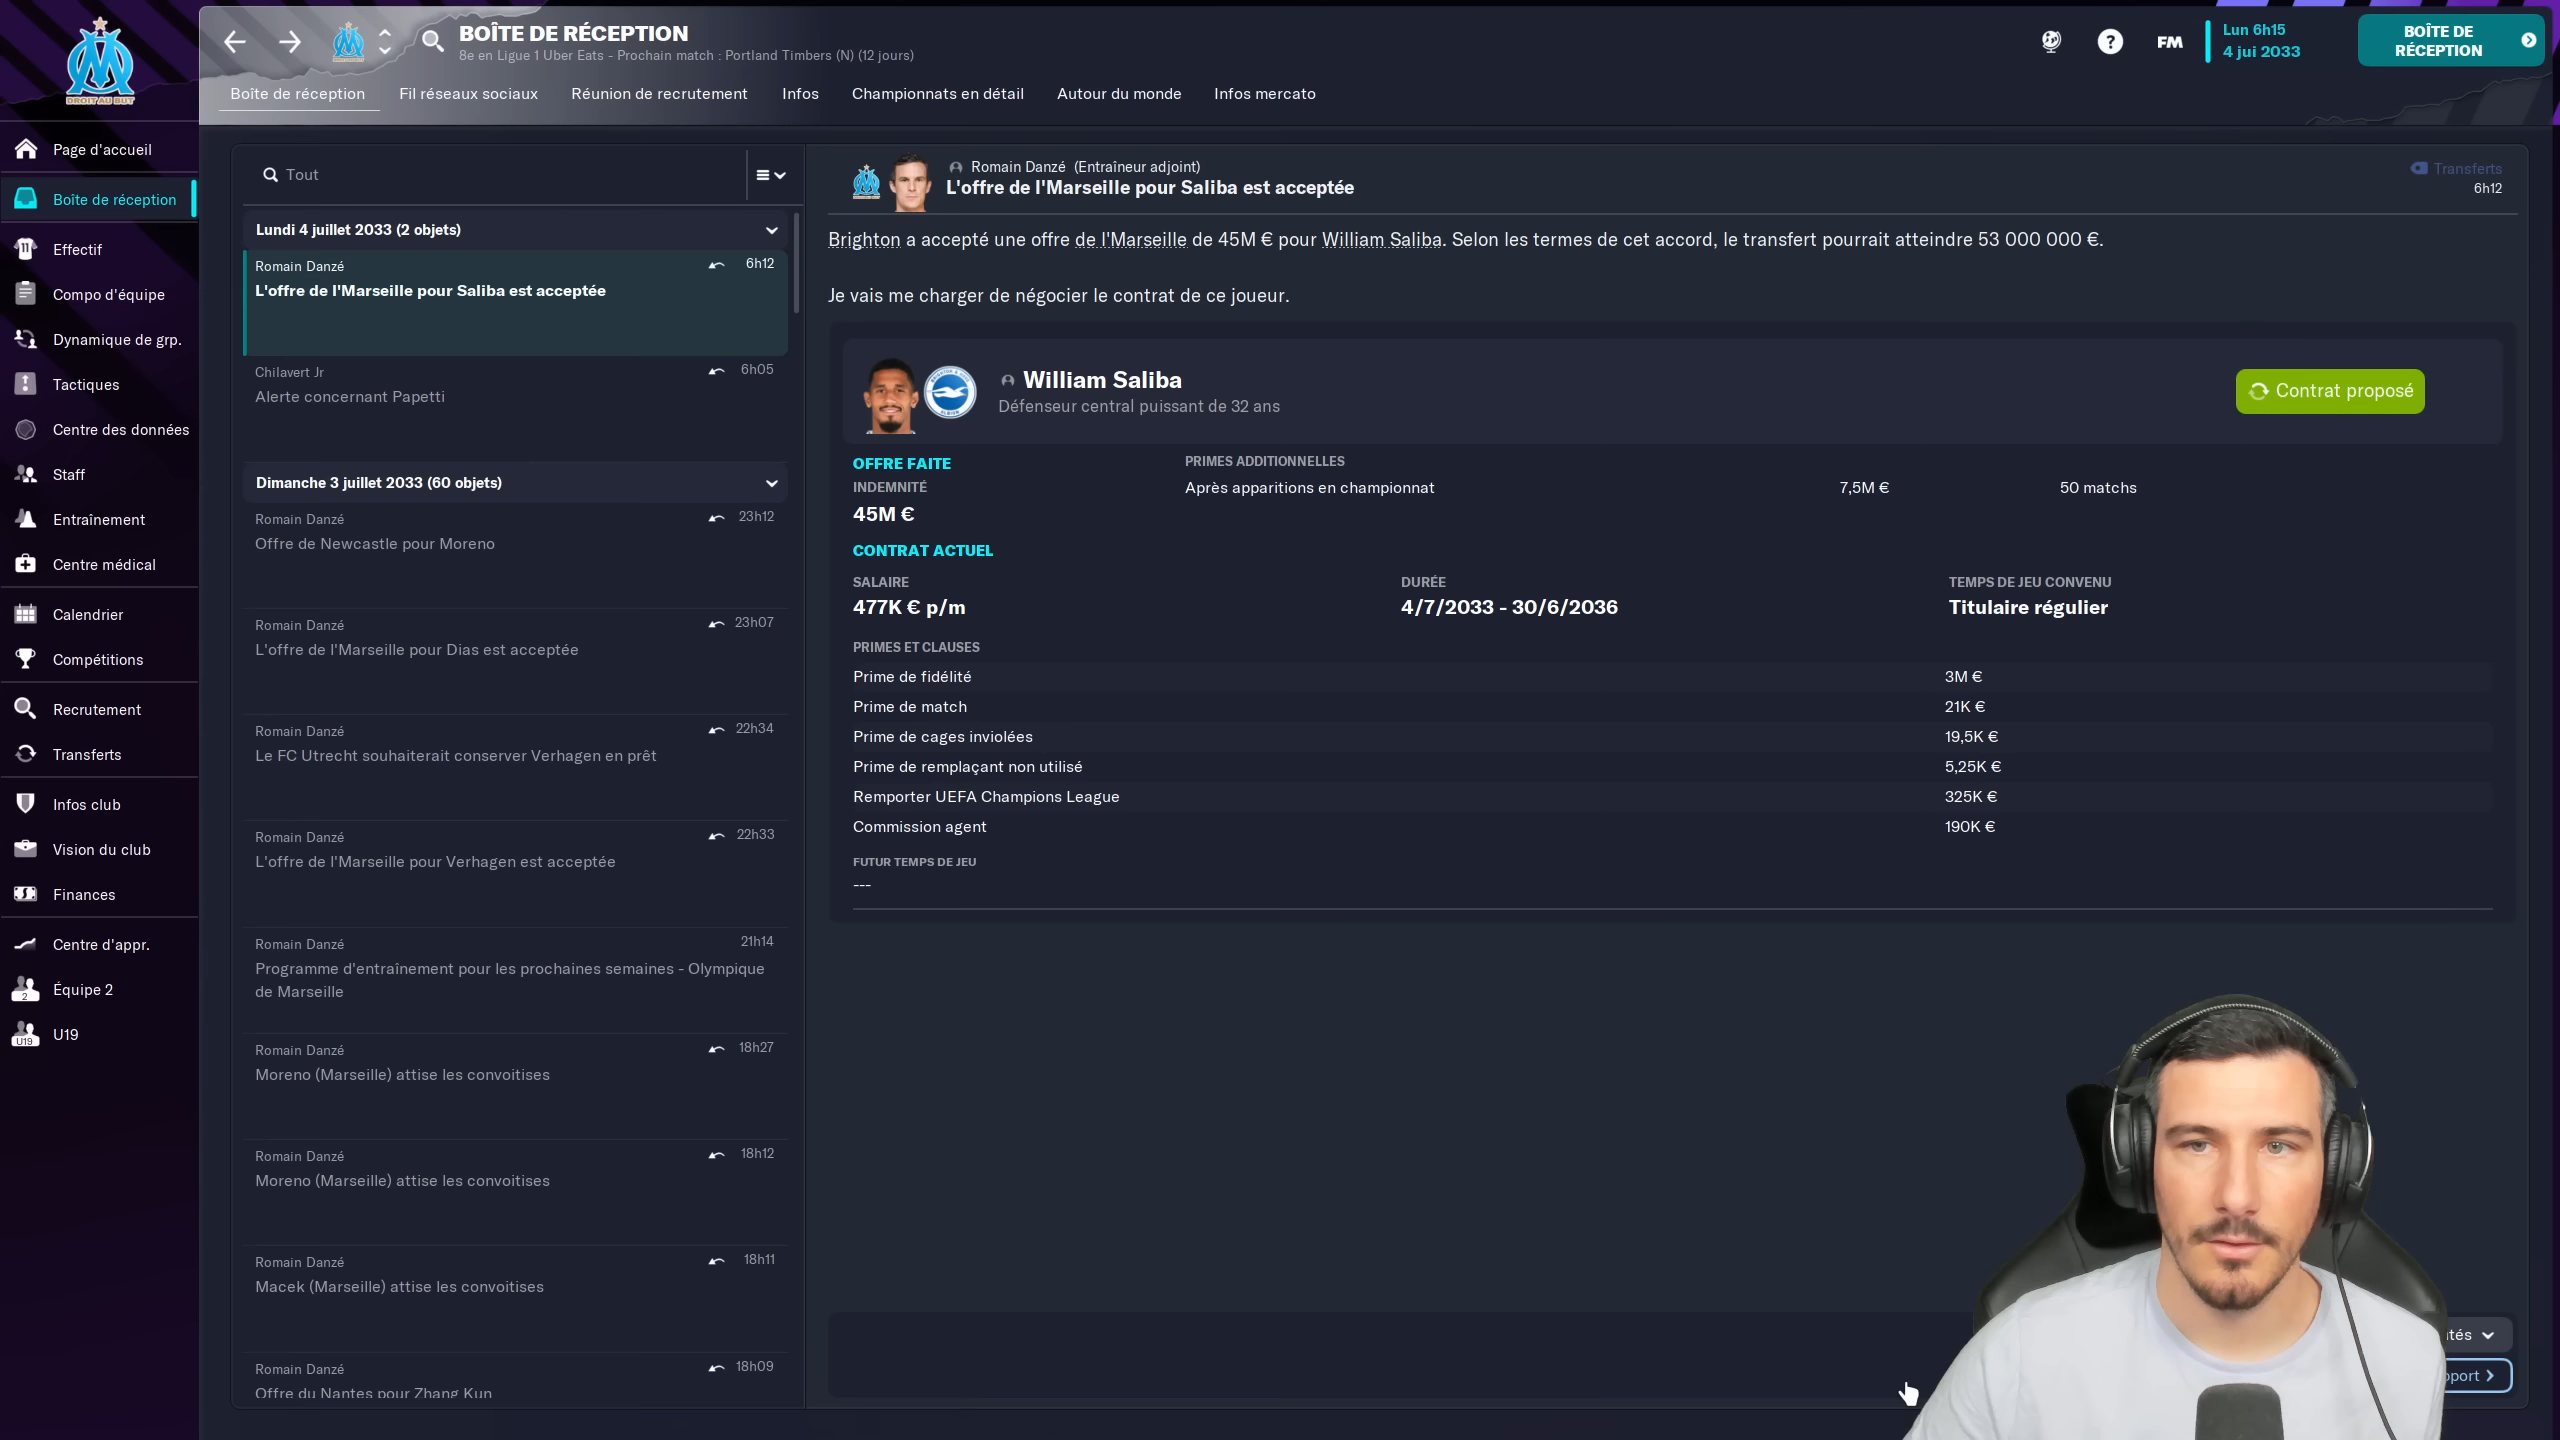 BOÎTE DE RÉCEPTION
8e en Ligue 1 Uber Eats - Prochain match : Portland Timbers (N) (12 jours)
FM
Lun 6h15
4 jui 2033
BOÎTE DE
RÉCEPTION
DROIT AU BUT
Boîte de réception
Fil réseaux sociaux
Réunion de recrutement
Infos
Championnats en détail
Autour du monde
Infos mercato
Page d'accueil
Boîte de réception
Effectif
Compo d'équipe
Dynamique de grp.
Tactiques
Centre des données
Staff
Entraînement
Centre médical
Calendrier
Compétitions
Recrutement
Transferts
Infos club
Vision du club
Finances
Centre d'appr.
2
Équipe 2
U19
U19
Tout
Lundi 4 juillet 2033 (2 objets)
Romain Danzé 6h12
L'offre de l'Marseille pour Saliba est acceptée
Chilavert Jr 6h05
Alerte concernant Papetti
Dimanche 3 juillet 2033 (60 objets)
Romain Danzé 23h12
Offre de Newcastle pour Moreno
Romain Danzé 23h07
L'offre de l'Marseille pour Dias est acceptée
Romain Danzé 22h34
Le FC Utrecht souhaiterait conserver Verhagen en prêt
Romain Danzé 22h33
L'offre de l'Marseille pour Verhagen est acceptée
Romain Danzé 21h14
Programme d'entraînement pour les prochaines semaines - Olympique
de Marseille
Romain Danzé 18h27
Moreno (Marseille) attise les convoitises
Romain Danzé 18h12
Moreno (Marseille) attise les convoitises
Romain Danzé 18h11
Macek (Marseille) attise les convoitises
Romain Danzé 18h09
Offre du Nantes pour Zhang Kun
Romain Danzé (Entraîneur adjoint)
L'offre de l'Marseille pour Saliba est acceptée
Transferts
6h12
Brighton a accepté une offre de l'Marseille de 45M € pour William Saliba. Selon les termes de cet accord, le transfert pourrait atteindre 53 000 000 €.
Je vais me charger de négocier le contrat de ce joueur.
William Saliba
Défenseur central puissant de 32 ans
Contrat proposé
OFFRE FAITE
INDEMNITÉ
45M €
PRIMES ADDITIONNELLES
Après apparitions en championnat 7,5M € 50 matchs
CONTRAT ACTUEL
SALAIRE DURÉE TEMPS DE JEU CONVENU
477K € p/m 4/7/2033 - 30/6/2036 Titulaire régulier
PRIMES ET CLAUSES
Prime de fidélité 3M €
Prime de match 21K €
Prime de cages inviolées 19,5K €
Prime de remplaçant non utilisé 5,25K €
Remporter UEFA Champions League 325K €
Commission agent 190K €
FUTUR TEMPS DE JEU
---